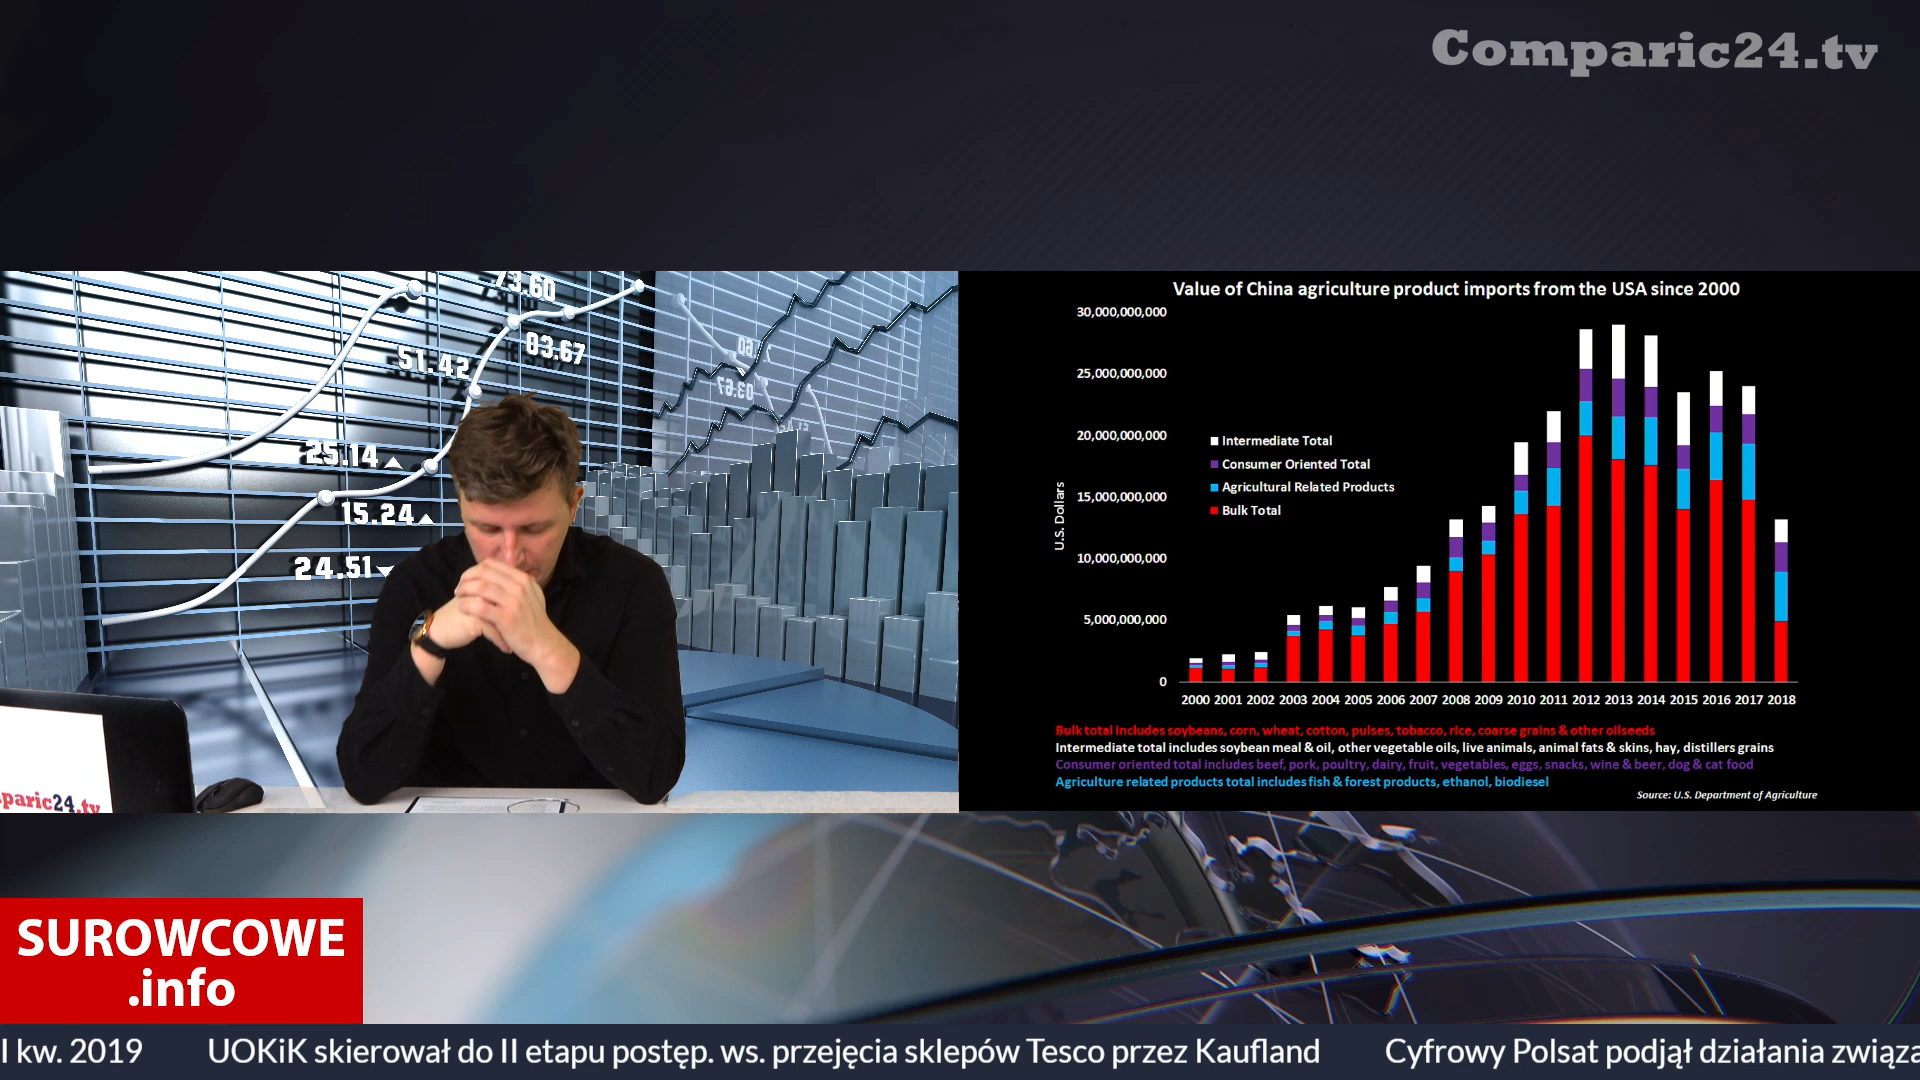 Comparic24.tv
73.60
51.42
83.67
25.14
15.24
24.51
paric24.tv
Value of China agriculture product imports from the USA since 2000
30,000,000,000
25,000,000,000
20,000,000,000
15,000,000,000
10,000,000,000
5,000,000,000
0
U.S. Dollars
Intermediate Total
Consumer Oriented Total
Agricultural Related Products
Bulk Total
2000 2001 2002 2003 2004 2005 2006 2007 2008 2009 2010 2011 2012 2013 2014 2015 2016 2017 2018
Bulk total includes soybeans, corn, wheat, cotton, pulses, tobacco, rice, coarse grains & other oilseeds
Intermediate total includes soybean meal & oil, other vegetable oils, live animals, animal fats & skins, hay, distillers grains
Consumer oriented total includes beef, pork, poultry, dairy, fruit, vegetables, eggs, snacks, wine & beer, dog & cat food
Agriculture related products total includes fish & forest products, ethanol, biodiesel
Source: U.S. Department of Agriculture
SUROWCOWE
.info
I kw. 2019 UOKiK skierował do II etapu postęp. ws. przejęcia sklepów Tesco przez Kaufland Cyfrowy Polsat podjął działania związa